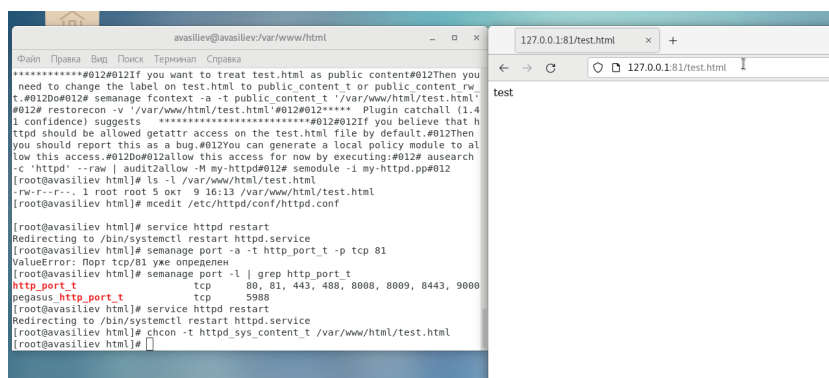 avasiliev@avasiliev:/var/www/html
Файл Правка Вид Поиск Терминал Справка
************#012#012If you want to treat test.html as public content#012Then you
need to change the label on test.html to public_content_t or public_content_rw_
t.#012Do#012# semanage fcontext -a -t public_content_t '/var/www/html/test.html'
#012# restorecon -v '/var/www/html/test.html'#012#012***** Plugin catchall (1.4
1 confidence) suggests **************************#012#012If you believe that h
ttpd should be allowed getattr access on the test.html file by default.#012Then
you should report this as a bug.#012You can generate a local policy module to al
low this access.#012Do#012allow this access for now by executing:#012# ausearch
-c 'httpd' --raw | audit2allow -M my-httpd#012# semodule -i my-httpd.pp#012
[root@avasiliev html]# ls -l /var/www/html/test.html
-rw-r--r--. 1 root root 5 окт 9 16:13 /var/www/html/test.html
[root@avasiliev html]# mcedit /etc/httpd/conf/httpd.conf
[root@avasiliev html]# service httpd restart
Redirecting to /bin/systemctl restart httpd.service
[root@avasiliev html]# semanage port -a -t http_port_t -p tcp 81
ValueError: Порт tcp/81 уже определен
[root@avasiliev html]# semanage port -l | grep http_port_t
http_port_t tcp 80, 81, 443, 488, 8008, 8009, 8443, 9000
pegasus_http_port_t tcp 5988
[root@avasiliev html]# service httpd restart
Redirecting to /bin/systemctl restart httpd.service
[root@avasiliev html]# chcon -t httpd_sys_content_t /var/www/html/test.html
[root@avasiliev html]#
127.0.0.1:81/test.html
127.0.0.1:81/test.html
test